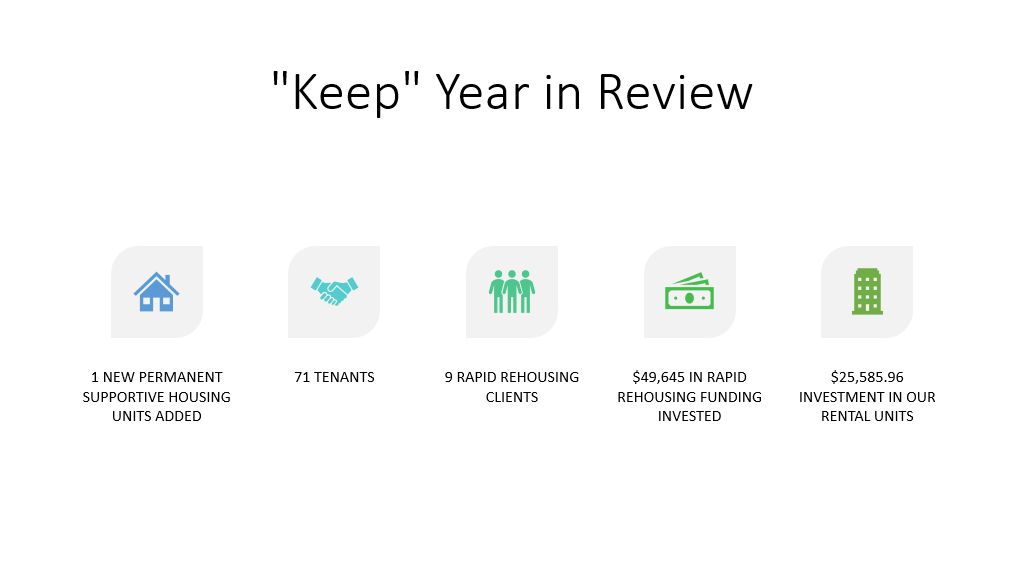 "Keep" Year in Review
1 NEW PERMANENT
SUPPORTIVE HOUSING
UNITS ADDED
71 TENANTS
9 RAPID REHOUSING
CLIENTS
$49,645 IN RAPID
REHOUSING FUNDING
INVESTED
$25,585.96
INVESTMENT IN OUR
RENTAL UNITS